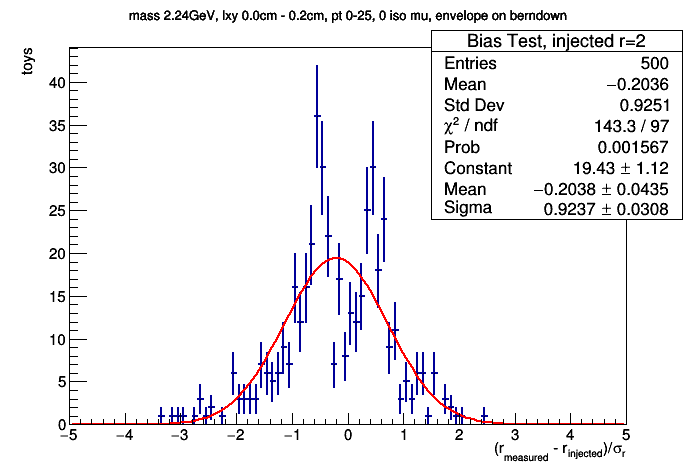 mass 2.24GeV, lxy 0.0cm - 0.2cm, pt 0-25, 0 iso mu, envelope on berndown
toys
Bias Test, injected r=2
Entries 500
Mean −0.2036
Std Dev 0.9251
χ² / ndf 143.3 / 97
Prob 0.001567
Constant 19.43 ± 1.12
Mean −0.2038 ± 0.0435
Sigma 0.9237 ± 0.0308
40
35
30
25
20
15
10
5
0
−5 −4 −3 −2 −1 0 1 2 3 4 5
(r_measured - r_injected)/σ_r